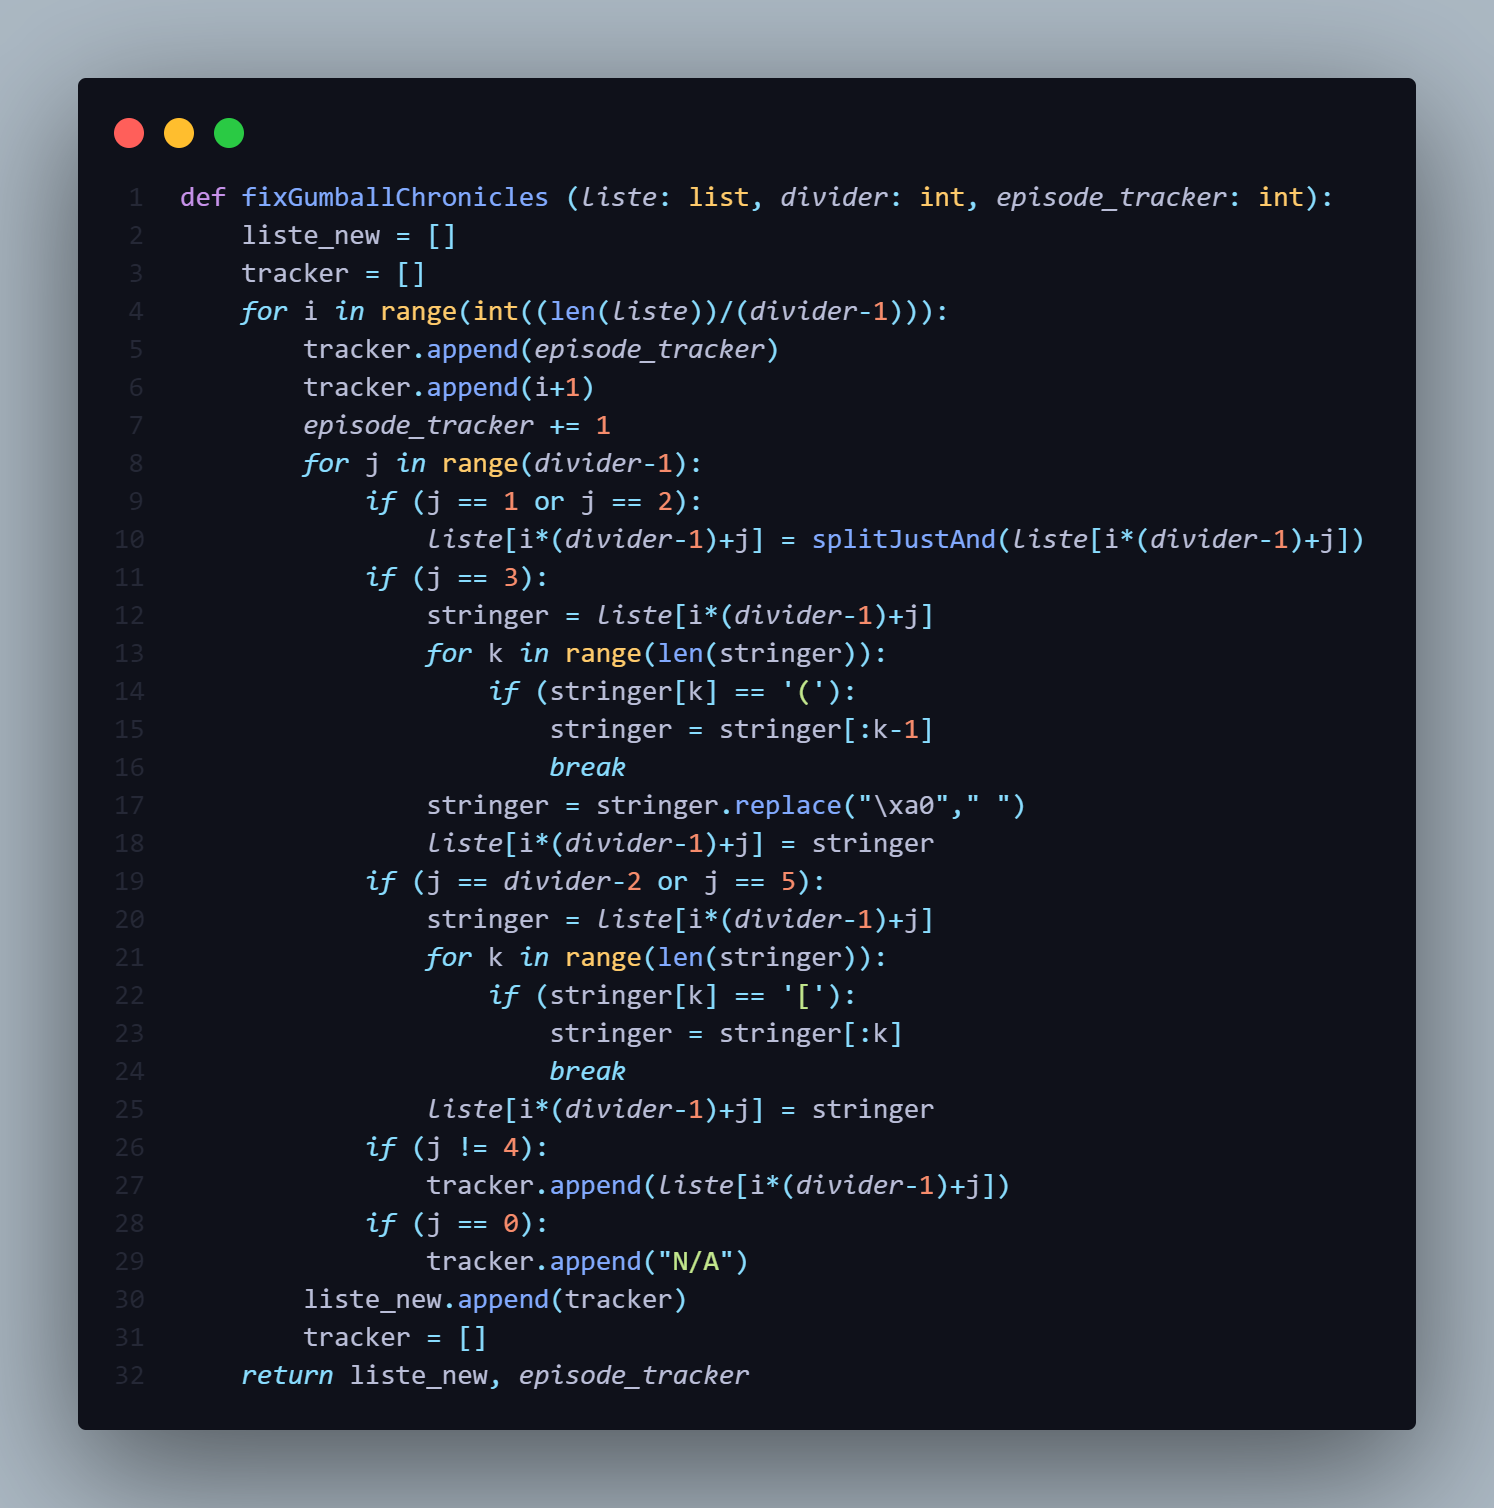 1 def fixGumballChronicles (liste: list, divider: int, episode_tracker: int):
2     liste_new = []
3     tracker = []
4     for i in range(int((len(liste))/(divider-1))):
5         tracker.append(episode_tracker)
6         tracker.append(i+1)
7         episode_tracker += 1
8         for j in range(divider-1):
9             if (j == 1 or j == 2):
10                 liste[i*(divider-1)+j] = splitJustAnd(liste[i*(divider-1)+j])
11             if (j == 3):
12                 stringer = liste[i*(divider-1)+j]
13                 for k in range(len(stringer)):
14                     if (stringer[k] == '('):
15                         stringer = stringer[:k-1]
16                         break
17                 stringer = stringer.replace("\xa0"," ")
18                 liste[i*(divider-1)+j] = stringer
19             if (j == divider-2 or j == 5):
20                 stringer = liste[i*(divider-1)+j]
21                 for k in range(len(stringer)):
22                     if (stringer[k] == '['):
23                         stringer = stringer[:k]
24                         break
25                 liste[i*(divider-1)+j] = stringer
26             if (j != 4):
27                 tracker.append(liste[i*(divider-1)+j])
28             if (j == 0):
29                 tracker.append("N/A")
30         liste_new.append(tracker)
31         tracker = []
32     return liste_new, episode_tracker